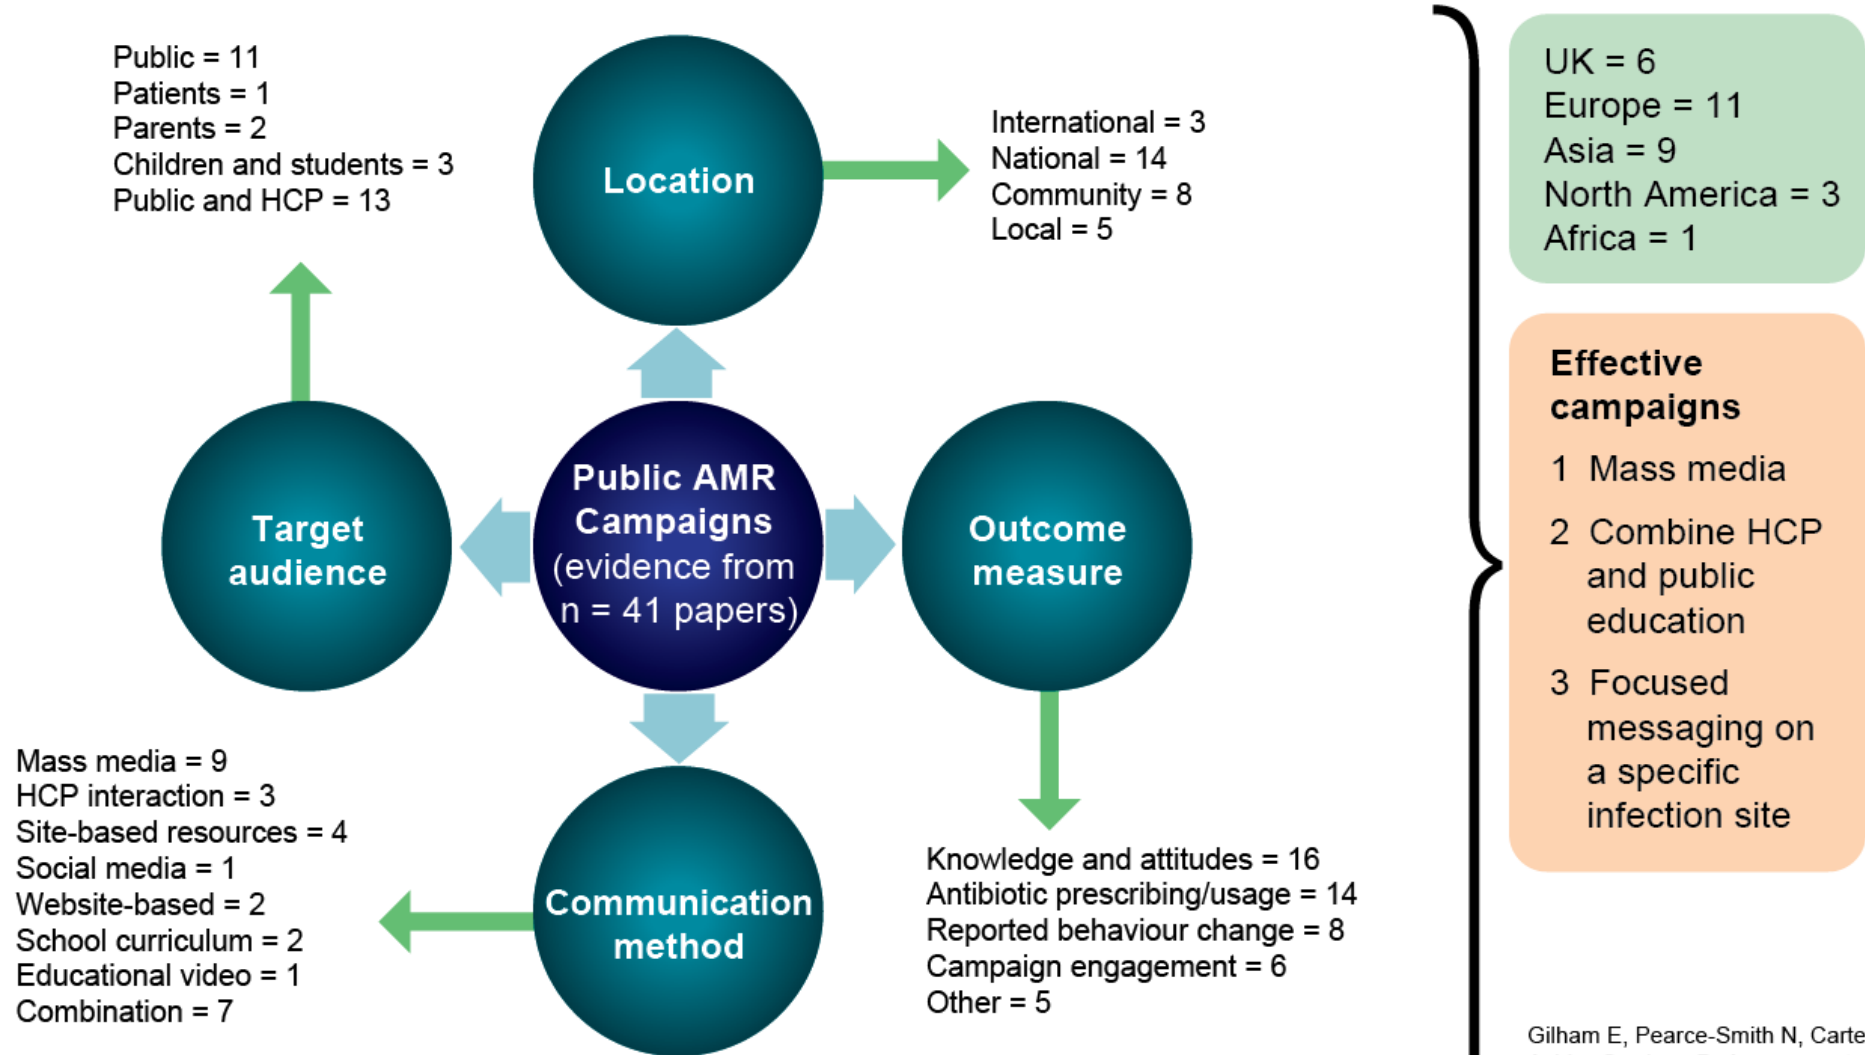 Public = 11
Patients = 1
Parents = 2
Children and students = 3
Public and HCP = 13
Location
International = 3
National = 14
Community = 8
Local = 5
Target
audience
Public AMR
Campaigns
(evidence from
n = 41 papers)
Outcome
measure
Mass media = 9
HCP interaction = 3
Site-based resources = 4
Social media = 1
Website-based = 2
School curriculum = 2
Educational video = 1
Combination = 7
Communication
method
Knowledge and attitudes = 16
Antibiotic prescribing/usage = 14
Reported behaviour change = 8
Campaign engagement = 6
Other = 5
UK = 6
Europe = 11
Asia = 9
North America = 3
Africa = 1
Effective
campaigns
1 Mass media
2 Combine HCP
and public
education
3 Focused
messaging on
a specific
infection site
Gilham E, Pearce-Smith N, Carte